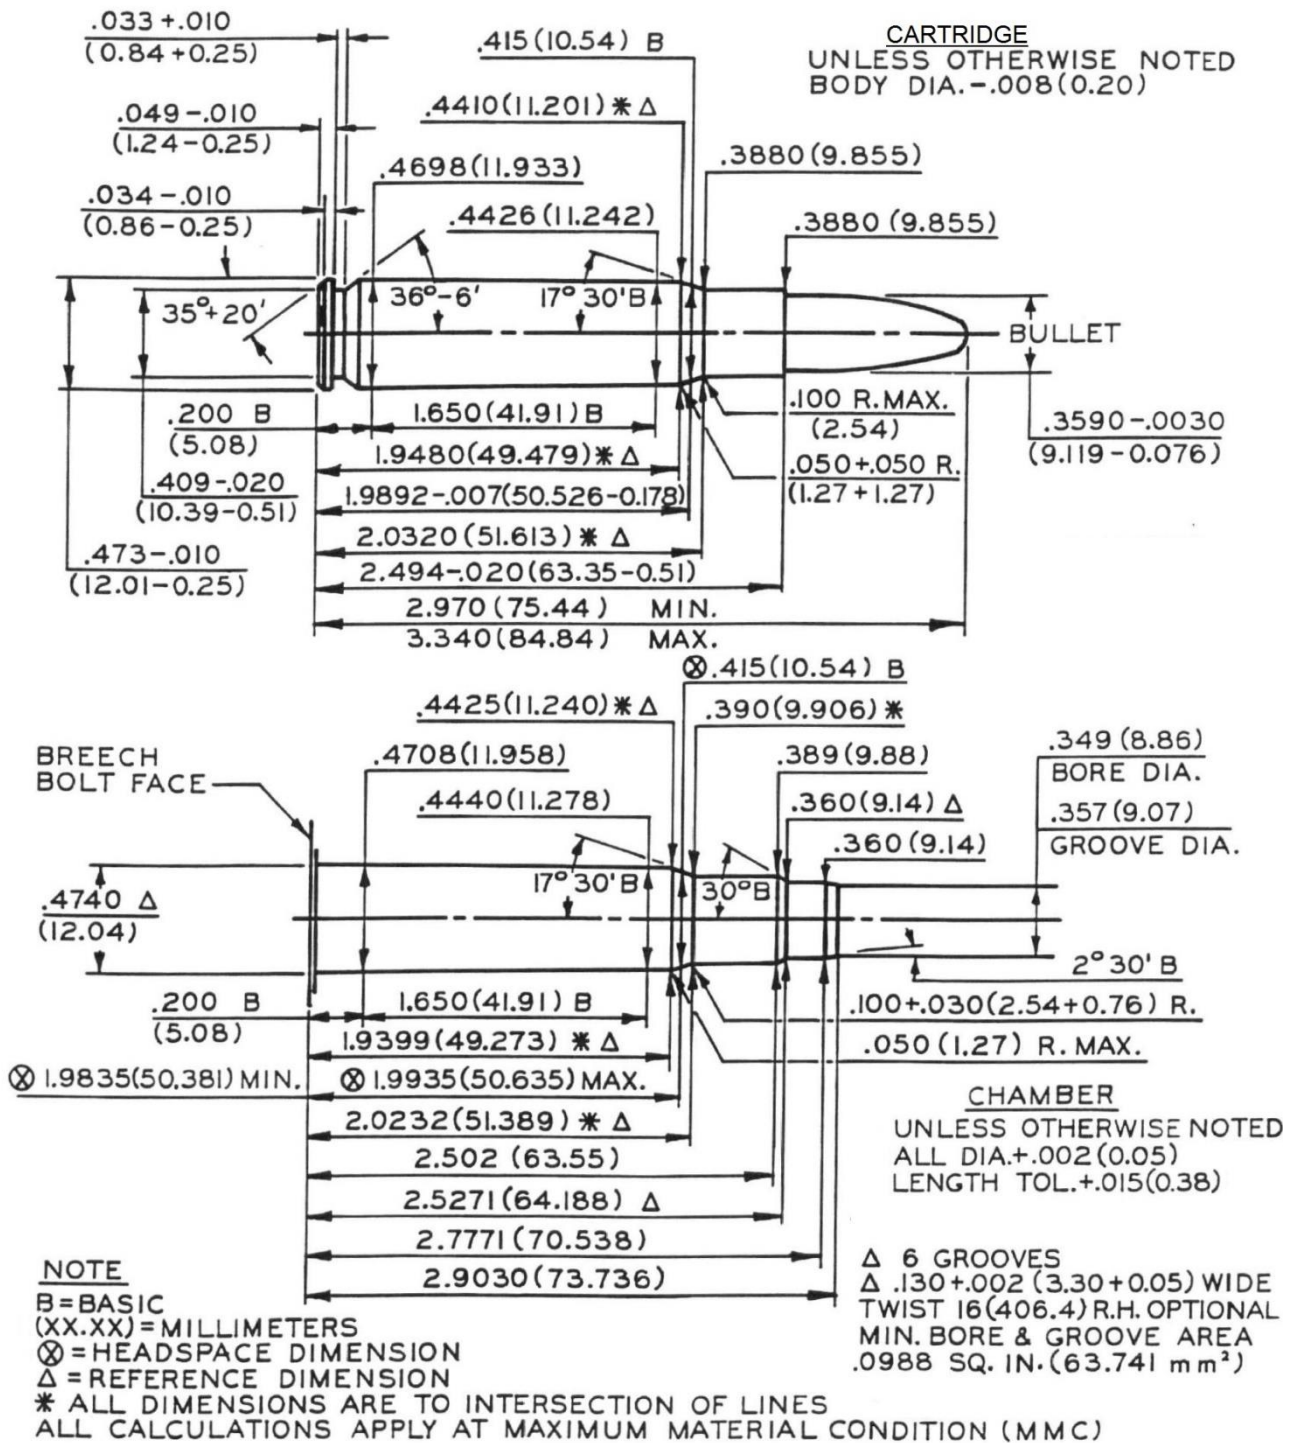 .033+.010
(0.84+0.25)
.415(10.54) B
CARTRIDGE
UNLESS OTHERWISE NOTED
BODY DIA.-.008(0.20)
.049-.010
(1.24-0.25)
.4410(11.201)* Δ
.3880(9.855)
.4698(11.933)
.034-.010
(0.86-0.25)
.4426(11.242)
.3880(9.855)
35°+20'
36°-6'
17°30'B
BULLET
.200 B
(5.08)
1.650(41.91) B
.100 R.MAX.
(2.54)
.3590-.0030
(9.119-0.076)
1.9480(49.479)* Δ
.050+.050 R.
(1.27+1.27)
.409-.020
(10.39-0.51)
1.9892-.007(50.526-0.178)
2.0320(51.613)* Δ
.473-.010
(12.01-0.25)
2.494-.020(63.35-0.51)
2.970(75.44) MIN.
3.340(84.84) MAX.
⊗.415(10.54) B
.4425(11.240)* Δ
.390(9.906)*
BREECH
BOLT FACE
.4708(11.958)
.389(9.88)
.349(8.86)
BORE DIA.
.4440(11.278)
.360(9.14) Δ
.357(9.07)
GROOVE DIA.
.360(9.14)
17°30'B
30°B
.4740 Δ
(12.04)
2°30'B
.200 B
(5.08)
1.650(41.91) B
.100+.030(2.54+0.76) R.
1.9399(49.273)* Δ
.050(1.27) R. MAX.
⊗ 1.9835(50.381) MIN.
⊗ 1.9935(50.635) MAX.
CHAMBER
UNLESS OTHERWISE NOTED
ALL DIA.+.002(0.05)
LENGTH TOL.+.015(0.38)
2.0232(51.389)* Δ
2.502 (63.55)
2.5271(64.188) Δ
2.7771(70.538)
2.9030(73.736)
Δ 6 GROOVES
Δ .130+.002(3.30+0.05) WIDE
TWIST 16(406.4)R.H. OPTIONAL
MIN. BORE & GROOVE AREA
.0988 SQ. IN.(63.741 mm²)
NOTE
B=BASIC
(XX.XX)=MILLIMETERS
⊗=HEADSPACE DIMENSION
Δ=REFERENCE DIMENSION
* ALL DIMENSIONS ARE TO INTERSECTION OF LINES
ALL CALCULATIONS APPLY AT MAXIMUM MATERIAL CONDITION (MMC)